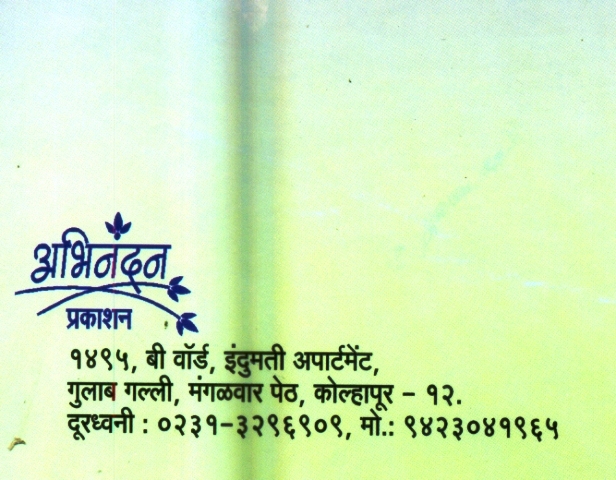 अभिनंदन
प्रकाशन
१४९५, बी वॉर्ड, इंदुमती अपार्टमेंट,
गुलाब गल्ली, मंगळवार पेठ, कोल्हापूर – १२.
दूरध्वनी : ०२३१–३२९६९०९, मो.: ९४२३०४१९६५